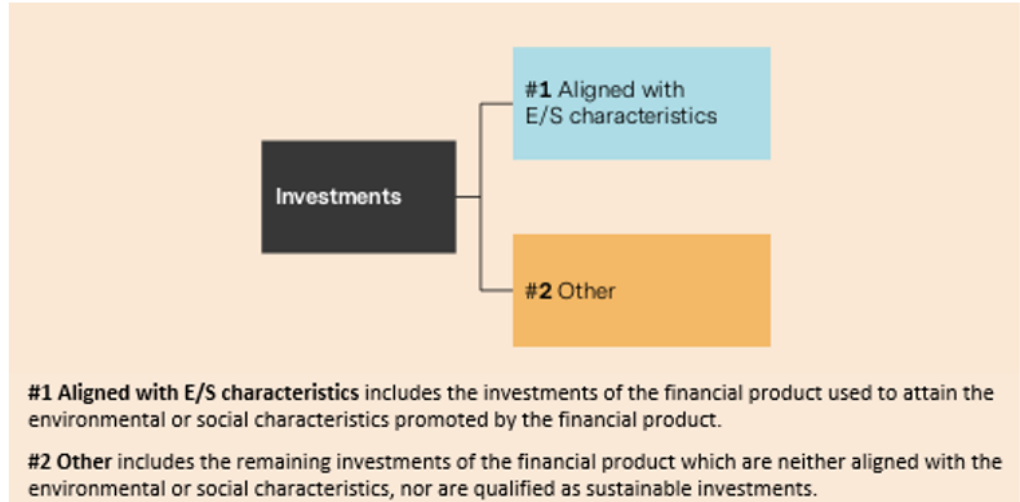 #1 Aligned with
E/S characteristics
Investments
#2 Other
#1 Aligned with E/S characteristics includes the investments of the financial product used to attain the
environmental or social characteristics promoted by the financial product.
#2 Other includes the remaining investments of the financial product which are neither aligned with the
environmental or social characteristics, nor are qualified as sustainable investments.